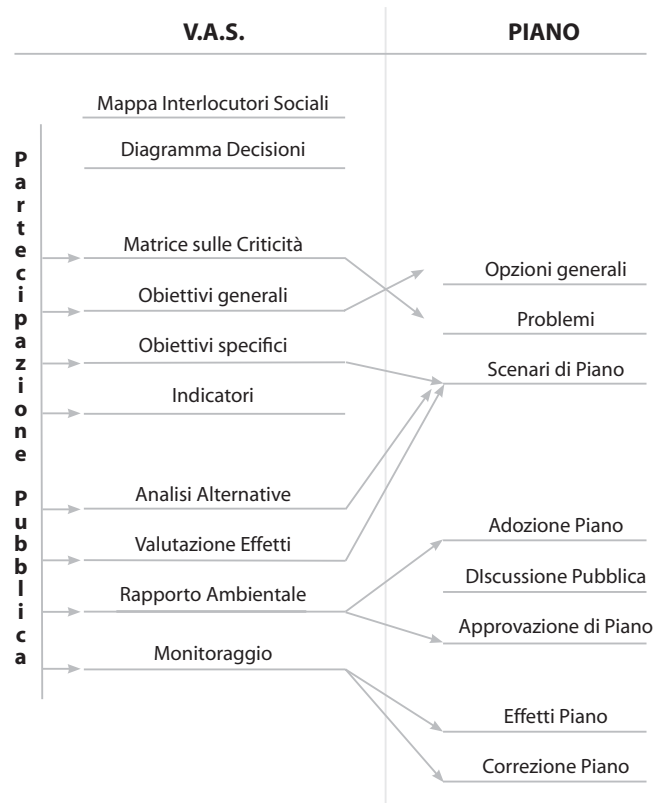 V.A.S.
PIANO
Partecipazione Pubblica
Mappa Interlocutori Sociali
Diagramma Decisioni
Matrice sulle Criticità
Obiettivi generali
Obiettivi specifici
Indicatori
Analisi Alternative
Valutazione Effetti
Rapporto Ambientale
Monitoraggio
Opzioni generali
Problemi
Scenari di Piano
Adozione Piano
DIscussione Pubblica
Approvazione di Piano
Effetti Piano
Correzione Piano